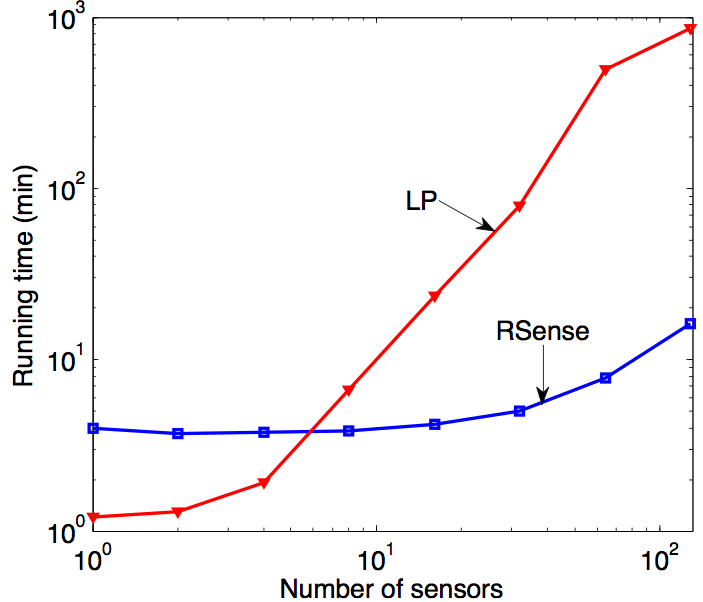 10³
10²
10¹
10⁰
Running time (min)
LP
RSense
10⁰
10¹
10²
Number of sensors